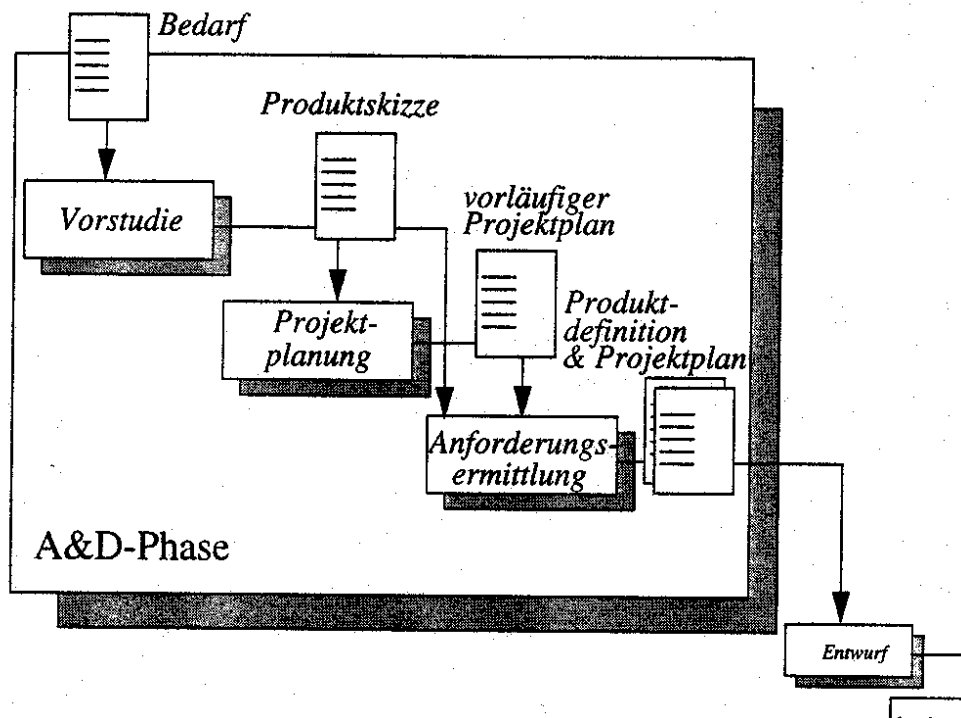 Bedarf
Produktskizze
Vorstudie
vorläufiger
Projektplan
Projekt-
planung
Produkt-
definition
& Projektplan
Anforderungs-
ermittlung
A&D-Phase
Entwurf